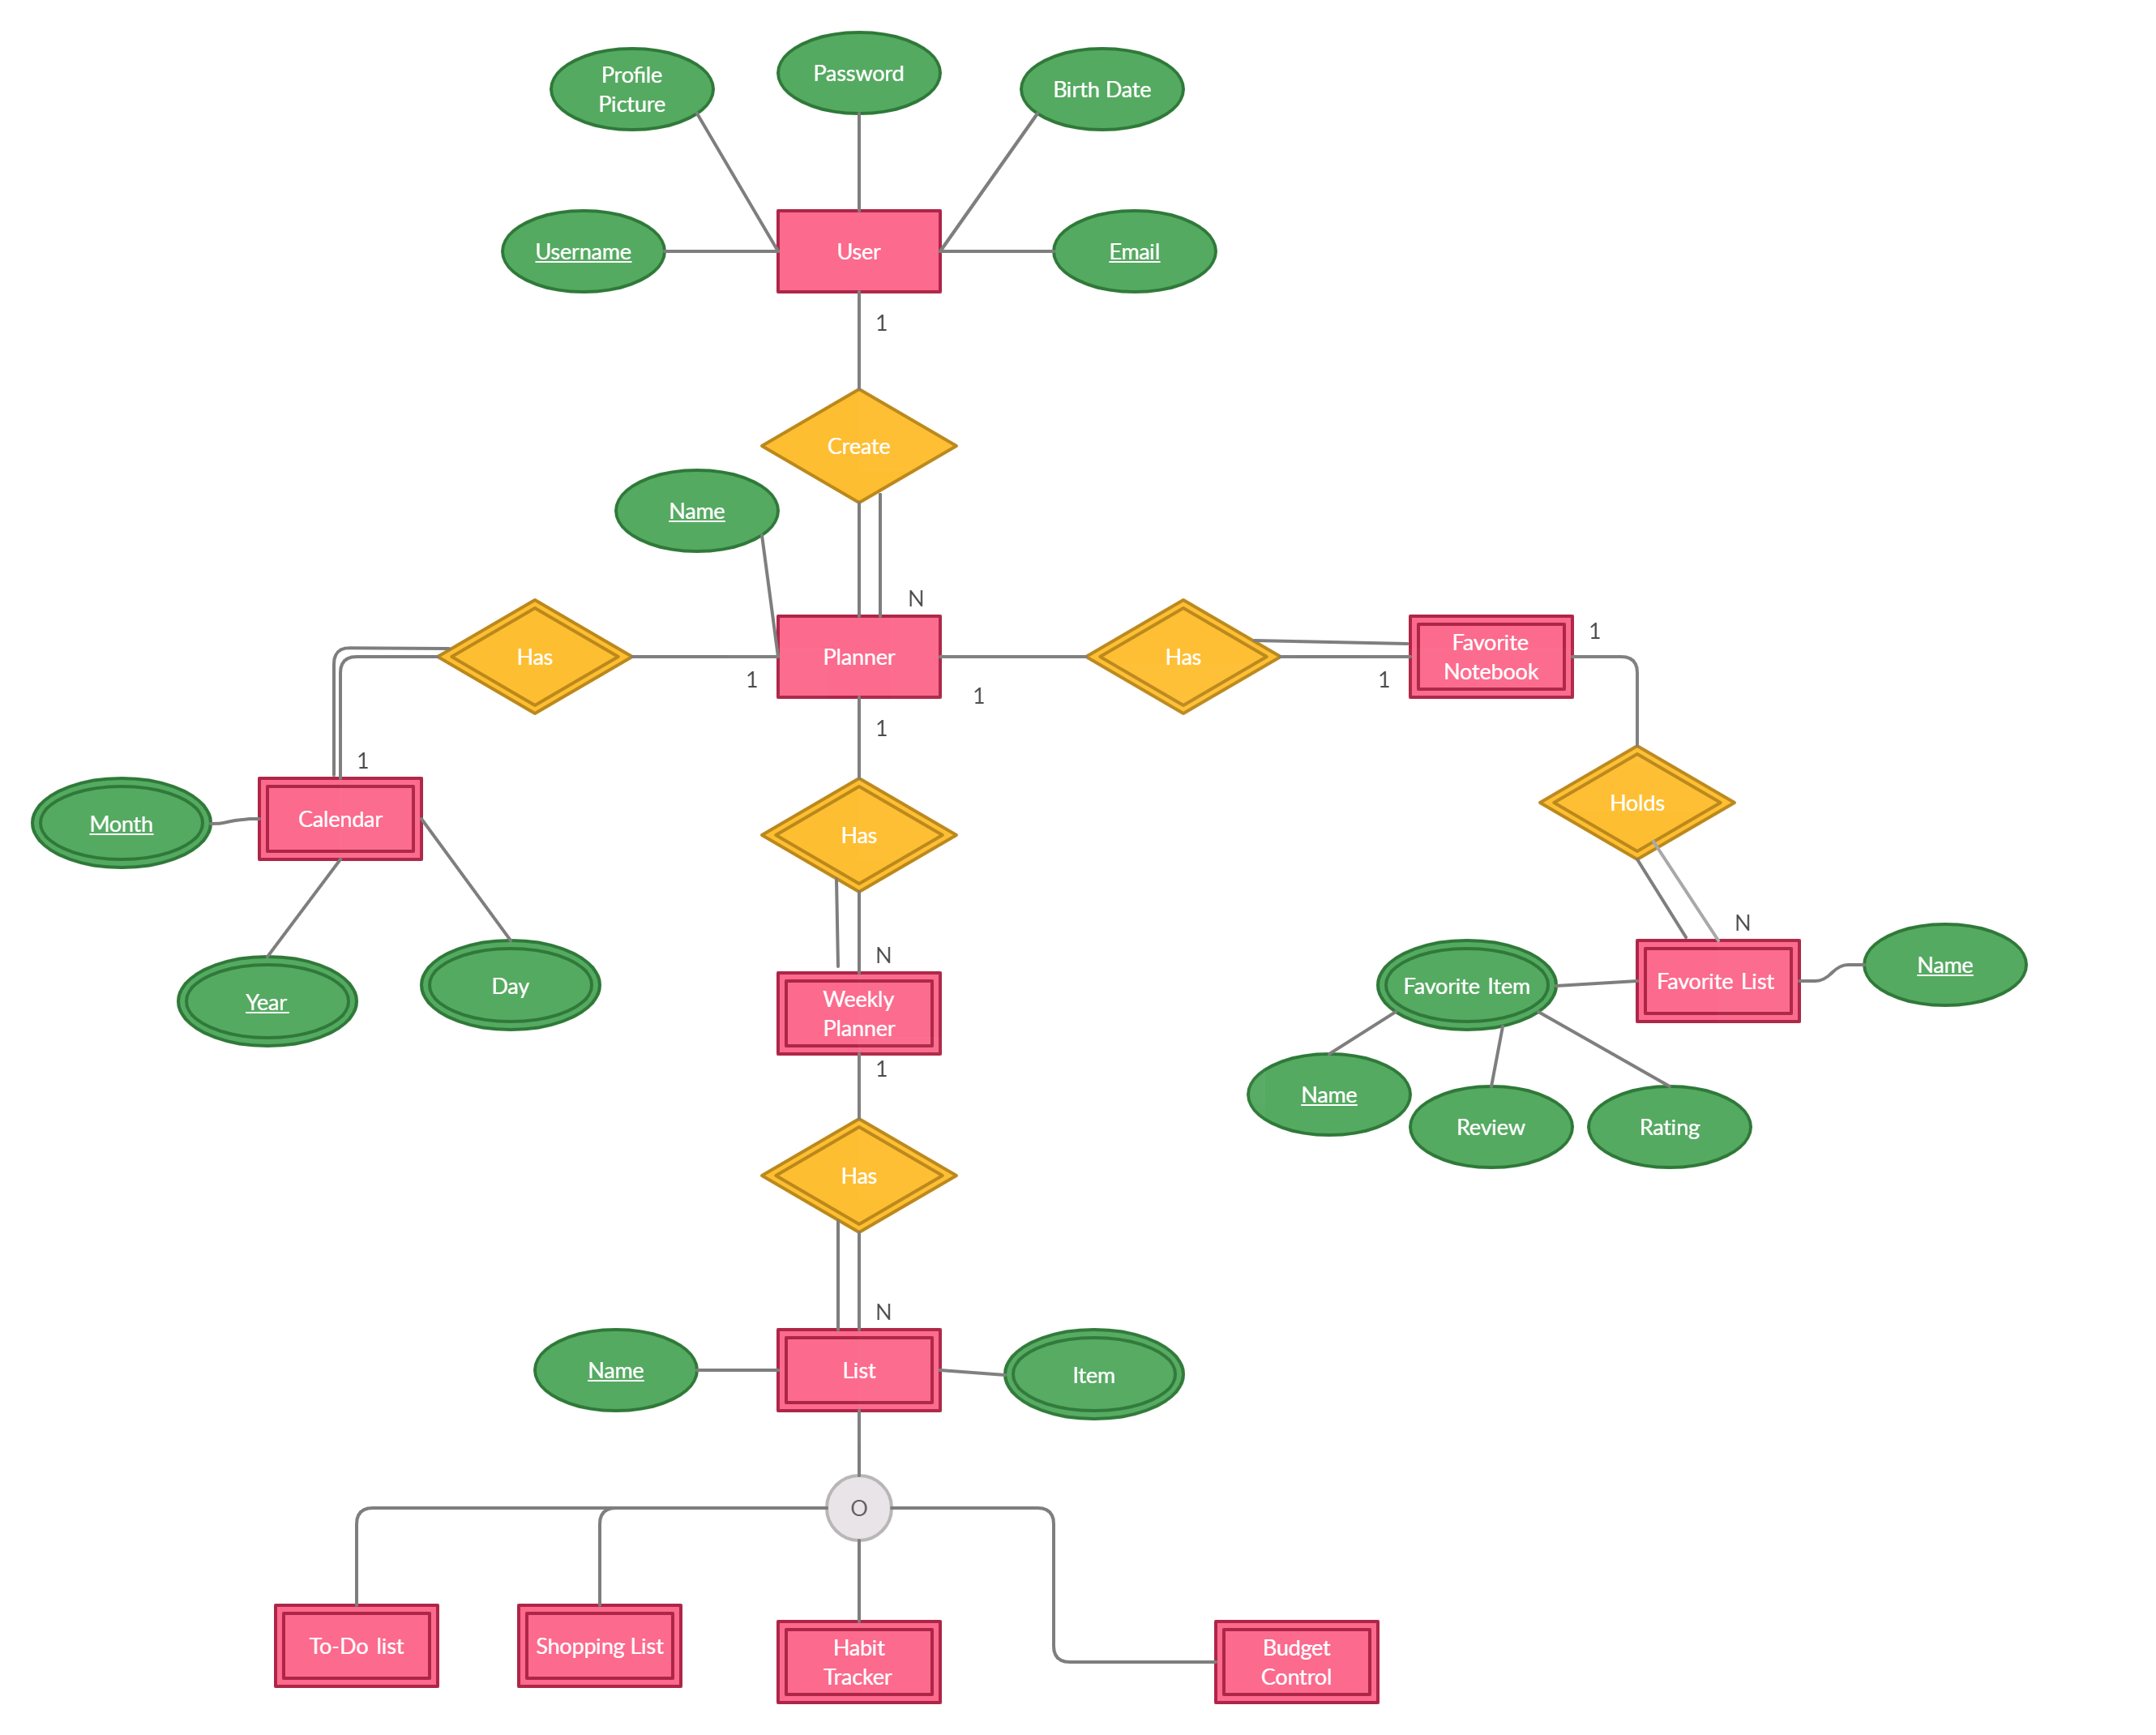 Profile
Picture
Password
Birth Date
Username
User
Email
1
Create
Name
N
Has
Planner
Has
Favorite
Notebook
1
1
1
1
1
1
Month
Calendar
Has
Holds
Year
Day
N
Weekly
Planner
N
Favorite Item
Favorite List
Name
1
Name
Review
Rating
Has
N
Name
List
Item
O
To-Do list
Shopping List
Habit
Tracker
Budget
Control